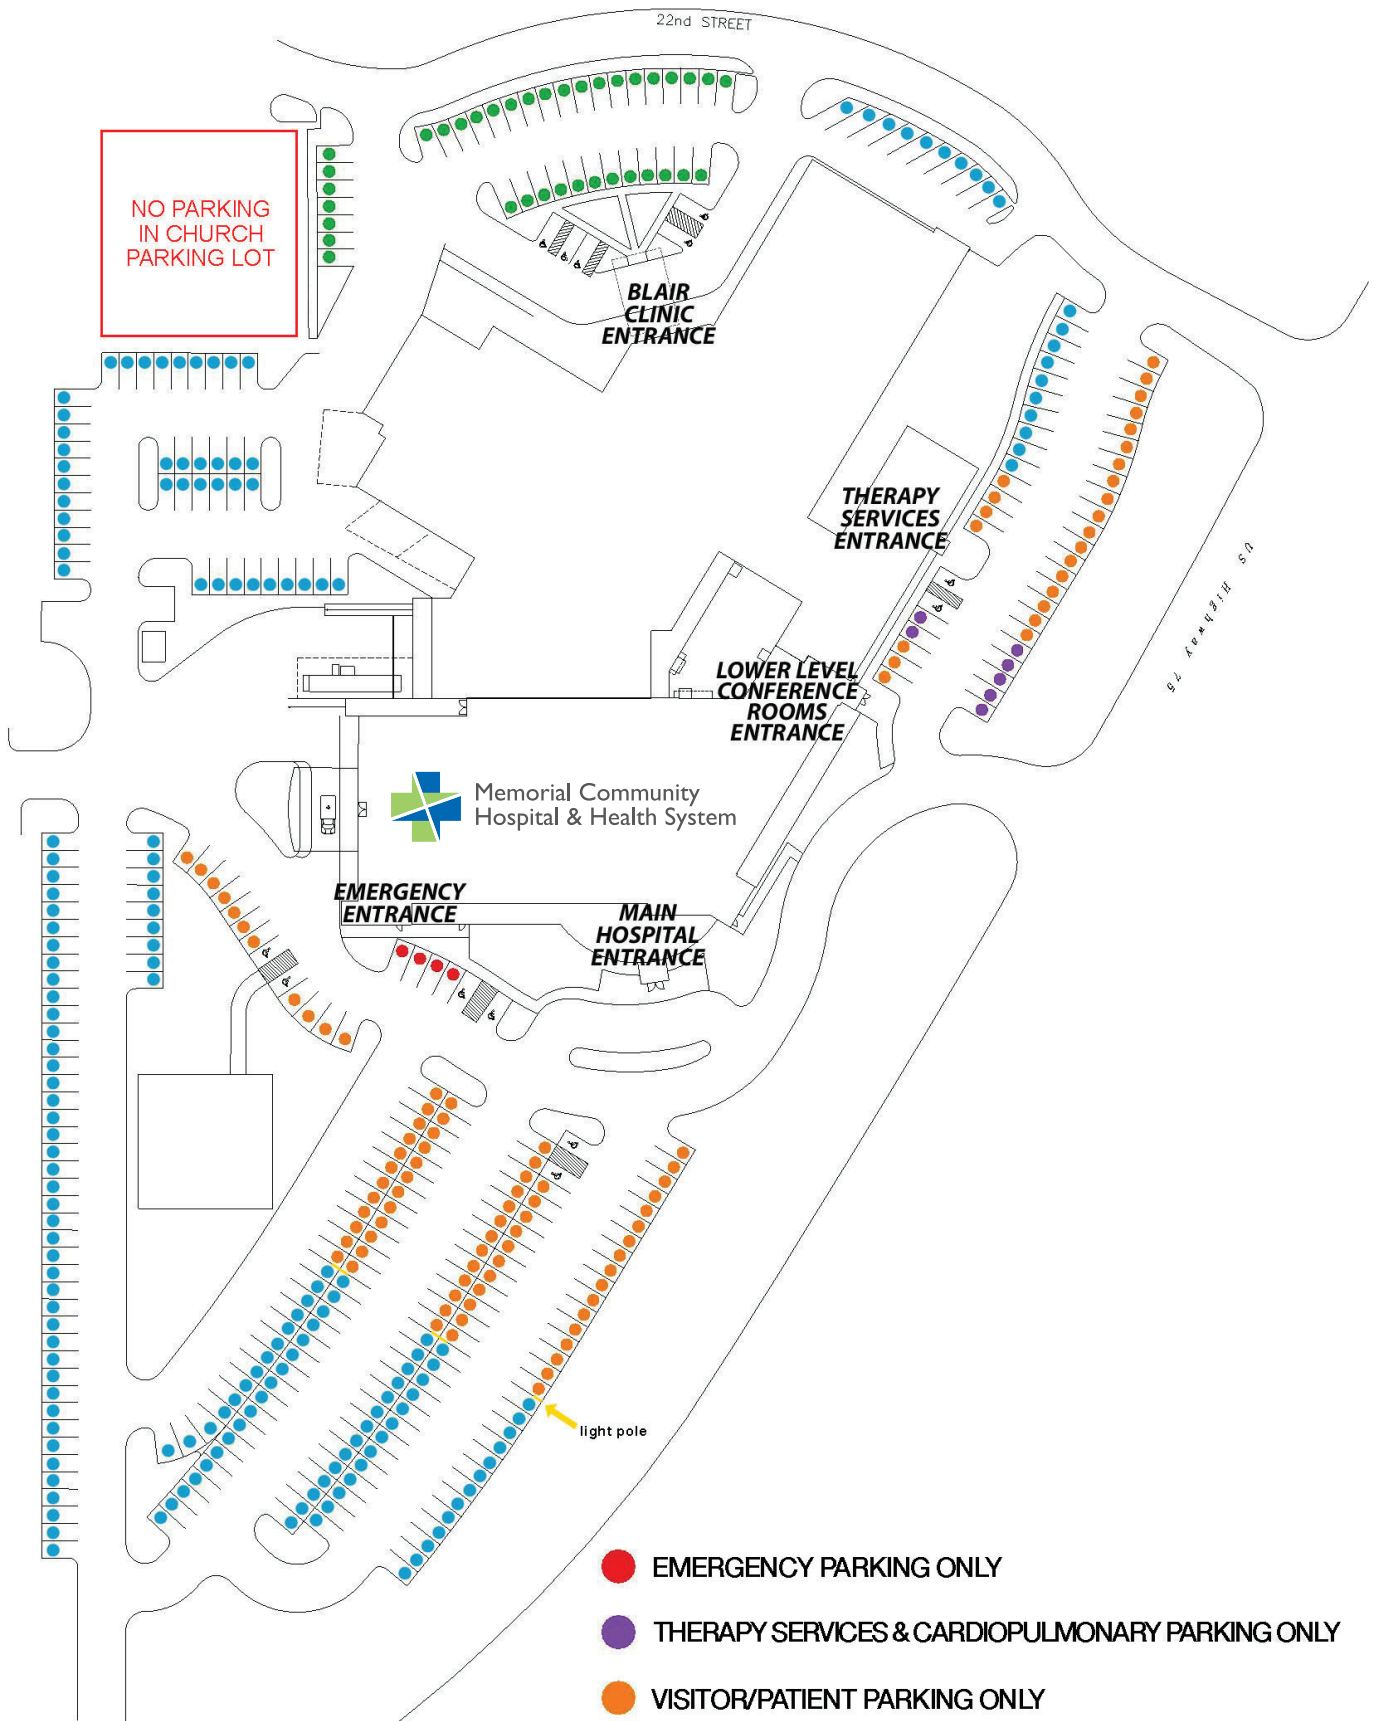 22nd STREET
NO PARKING
IN CHURCH
PARKING LOT
BLAIR
CLINIC
ENTRANCE
THERAPY
SERVICES
ENTRANCE
US Highway 75
LOWER LEVEL
CONFERENCE
ROOMS
ENTRANCE
Memorial Community
Hospital & Health System
EMERGENCY
ENTRANCE
MAIN
HOSPITAL
ENTRANCE
light pole
EMERGENCY PARKING ONLY
THERAPY SERVICES & CARDIOPULMONARY PARKING ONLY
VISITOR/PATIENT PARKING ONLY